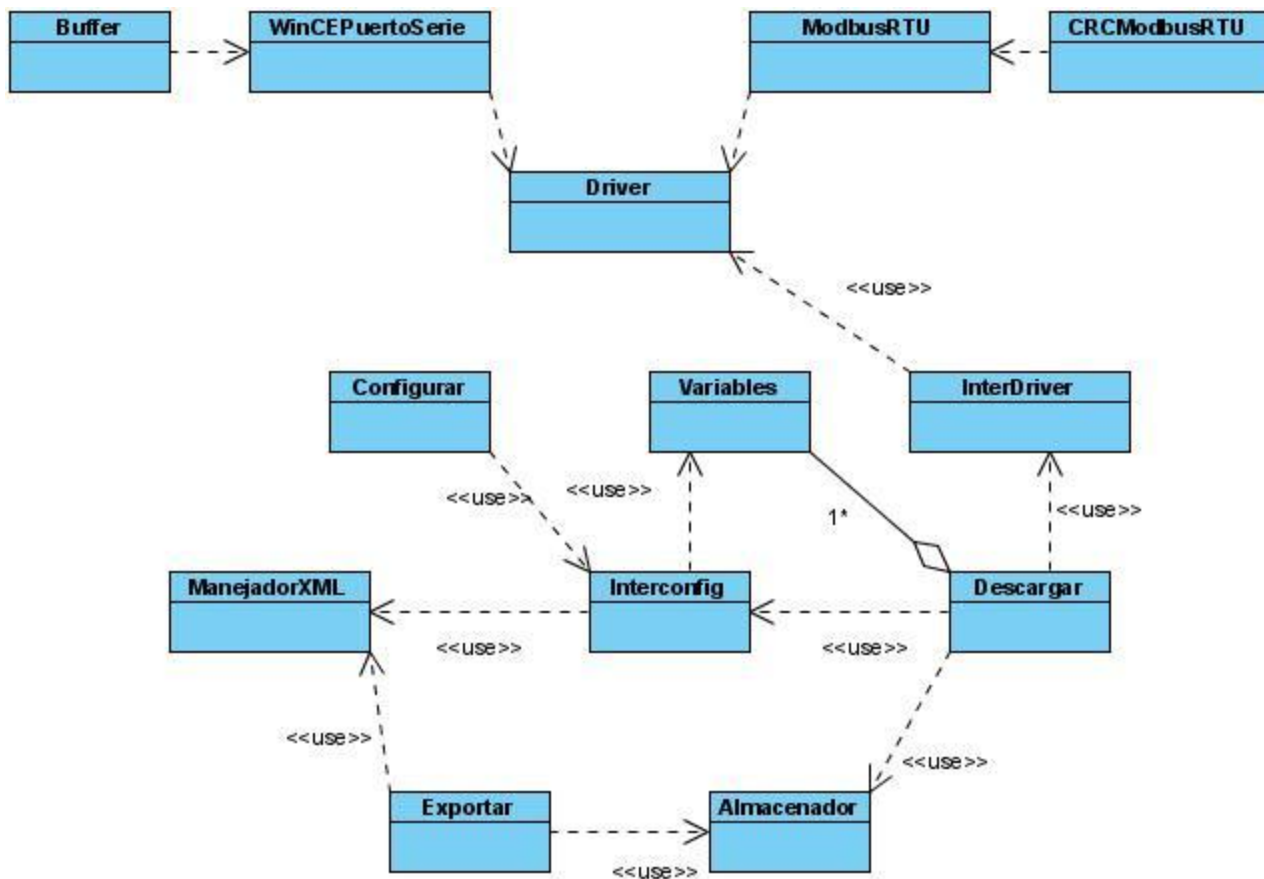 Buffer
WinCEPuertoSerie
ModbusRTU
CRCModbusRTU
Driver
<<use>>
Configurar
Variables
InterDriver
<<use>>
<<use>>
1*
<<use>>
ManejadorXML
Interconfig
Descargar
<<use>>
<<use>>
<<use>>
<<use>>
Exportar
Almacenador
<<use>>